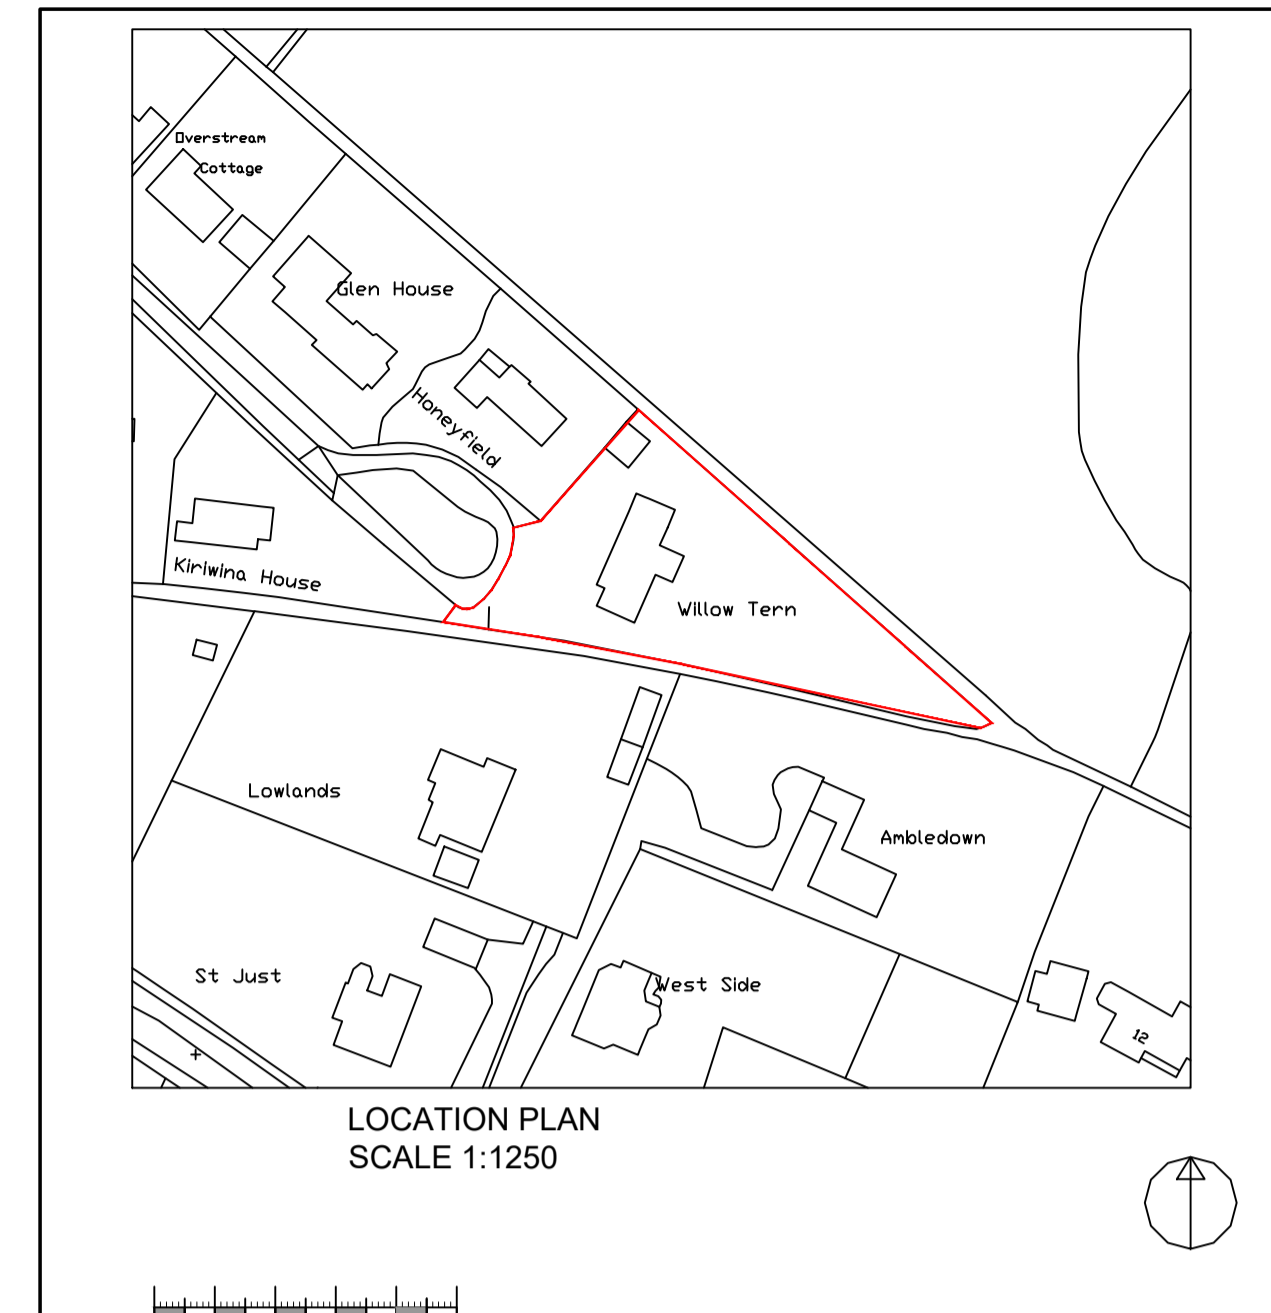 Overstream
Cottage
Glen House
Honeyfield
Kiriwina House
Willow Tern
Lowlands
Ambledown
St Just
West Side
12
LOCATION PLAN
SCALE 1:1250